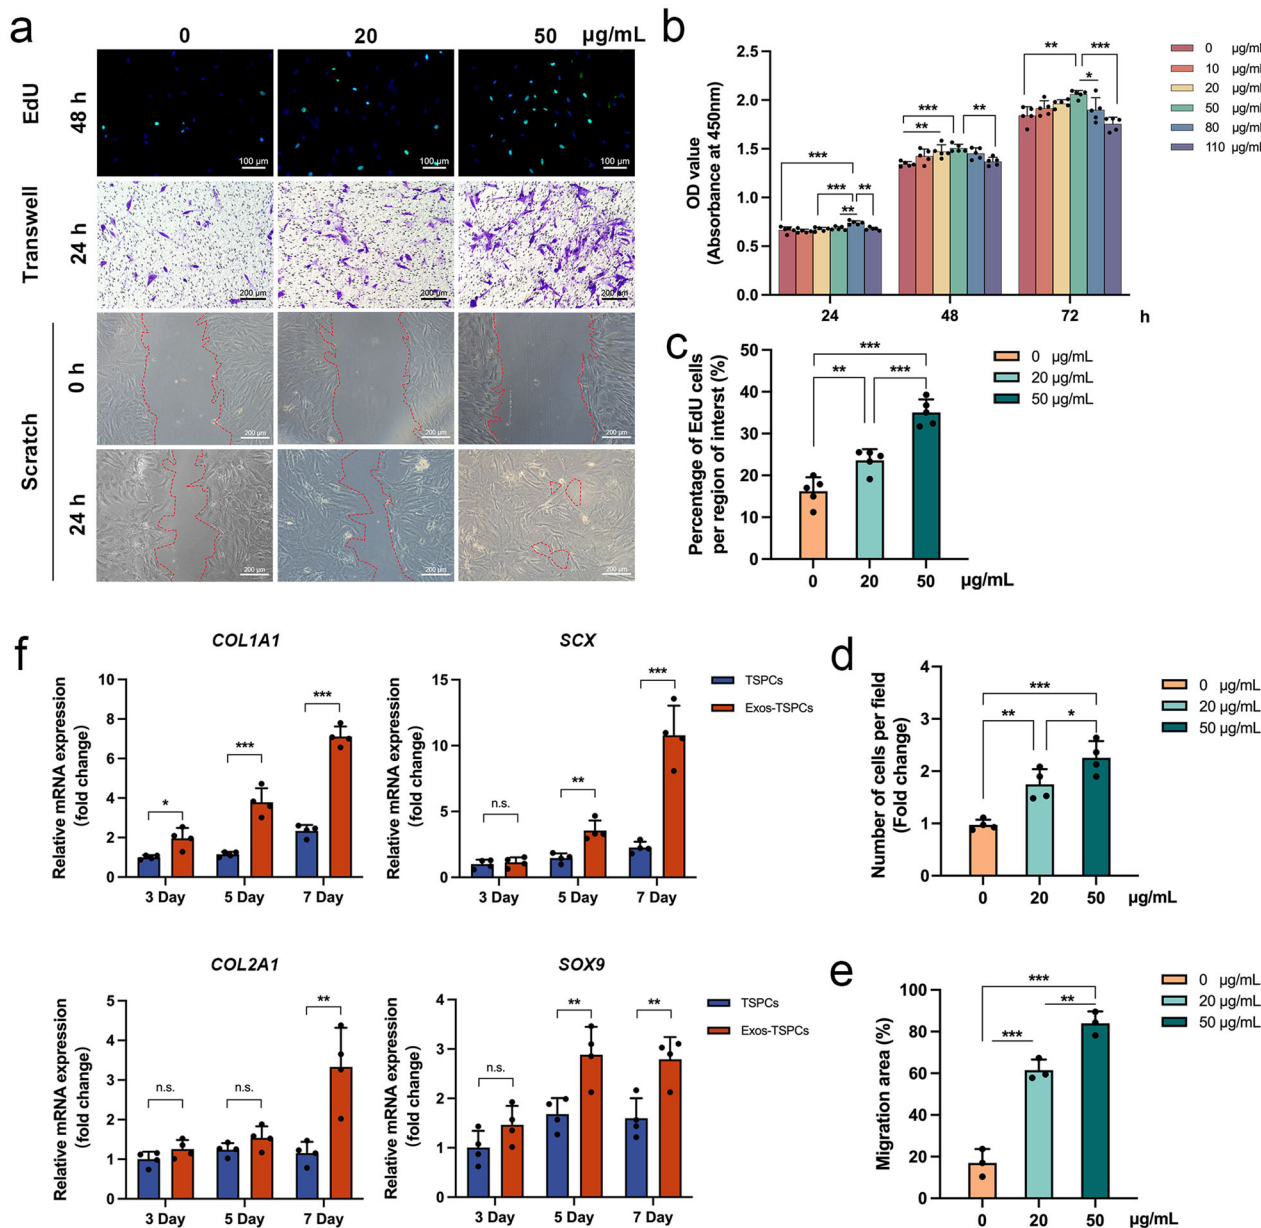 a
0 20 50 µg/mL
EdU
48 h
100 µm 100 µm 100 µm
Transwell
24 h
200 µm 200 µm 200 µm
Scratch
0 h
200 µm 200 µm 200 µm
24 h
200 µm 200 µm 200 µm
b
OD value
(Absorbance at 450nm)
2.5
2.0
1.5
1.0
0.5
0.0
*** *** ** **
*** ** **
** *** *
24 48 72 h
0 µg/ml
10 µg/ml
20 µg/ml
50 µg/ml
80 µg/ml
110 µg/ml
c
Percentage of EdU cells
per region of interst (%)
50
40
30
20
10
0
***
** ***
0 20 50 µg/mL
0 µg/mL
20 µg/mL
50 µg/mL
f
COL1A1
Relative mRNA expression
(fold change)
10
8
6
4
2
0
* *** ***
3 Day 5 Day 7 Day
SCX
Relative mRNA expression
(fold change)
15
10
5
0
n.s. ** ***
3 Day 5 Day 7 Day
TSPCs
Exos-TSPCs
COL2A1
Relative mRNA expression
(fold change)
5
4
3
2
1
0
n.s. n.s. **
3 Day 5 Day 7 Day
SOX9
Relative mRNA expression
(fold change)
4
3
2
1
0
n.s. ** **
3 Day 5 Day 7 Day
TSPCs
Exos-TSPCs
d
Number of cells per field
(Fold change)
4
3
2
1
0
***
** *
0 20 50 µg/mL
0 µg/mL
20 µg/mL
50 µg/mL
e
Migration area (%)
100
80
60
40
20
0
***
*** **
0 20 50 µg/mL
0 µg/mL
20 µg/mL
50 µg/mL